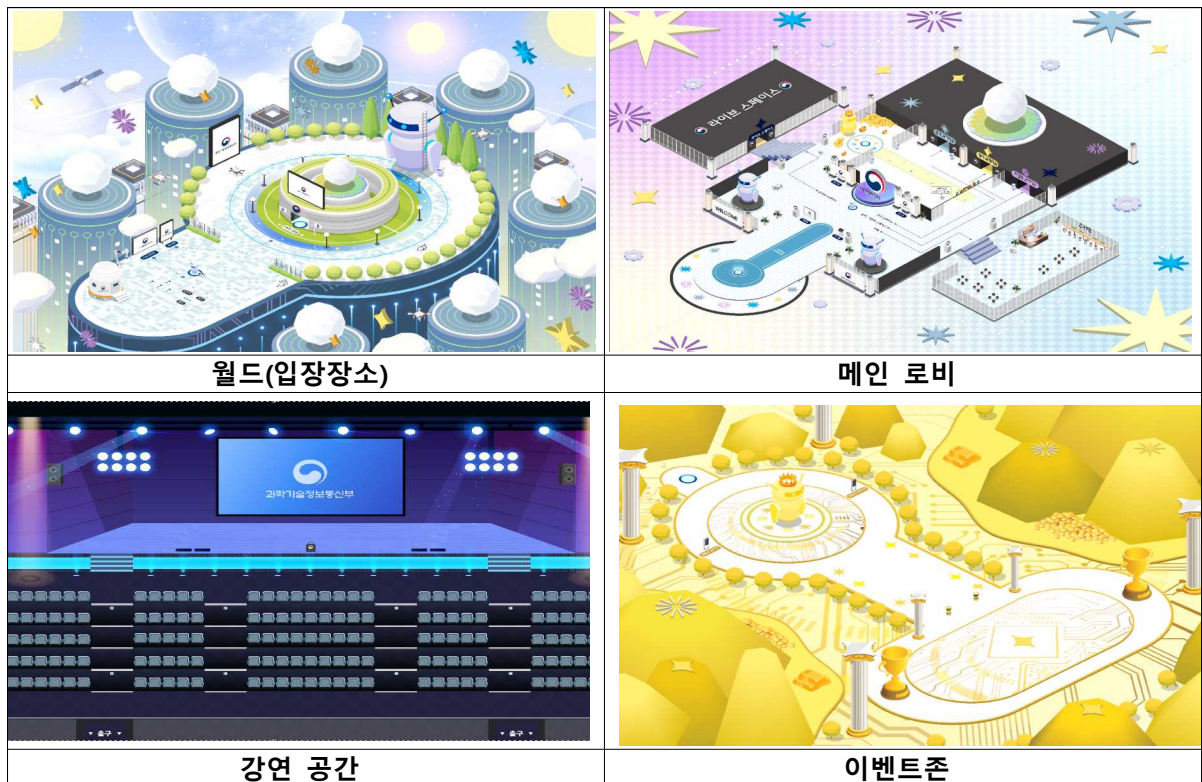 월드(입장장소)
라이브 스페이스
WELCOME
CAFE
메인 로비
과학기술정보통신부
▼ 출구 ▼
▼ 출구 ▼
강연 공간
이벤트존